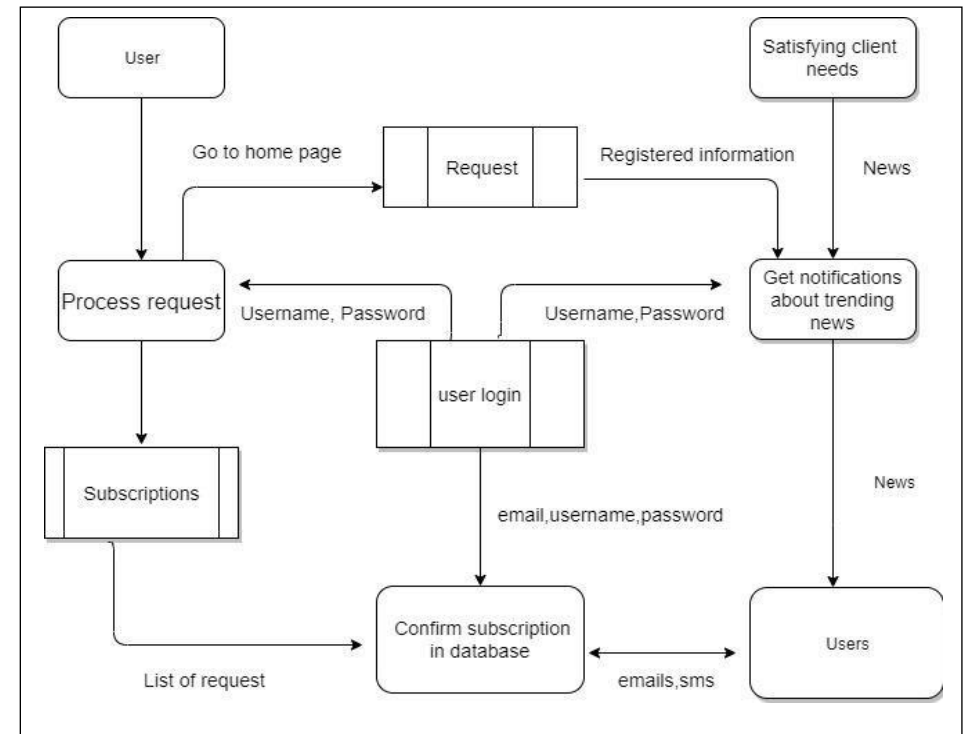 User
Satisfying client
needs
Go to home page
Request
Registered information
News
Process request
Get notifications
about trending
news
Username, Password
Username,Password
user login
Subscriptions
News
email,username,password
Confirm subscription
in database
Users
List of request
emails,sms